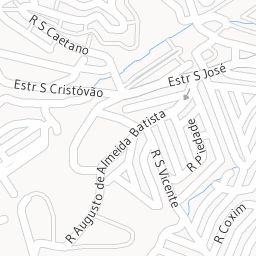 R S Caetano
Estr S José
Estr S Cristóvão
R Augusto de Almeida Batista
R Piedade
R S Vicente
R Coxim